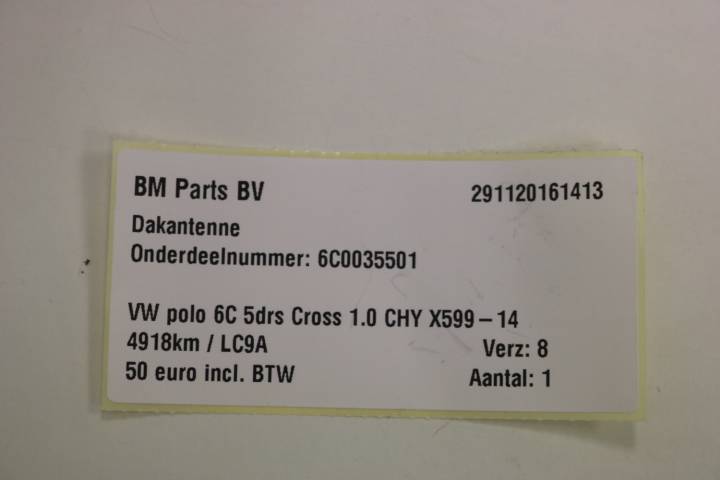 BM Parts BV 291120161413
Dakantenne
Onderdeelnummer: 6C0035501
VW polo 6C 5drs Cross 1.0 CHY X599-14
4918km / LC9A Verz: 8
50 euro incl. BTW Aantal: 1